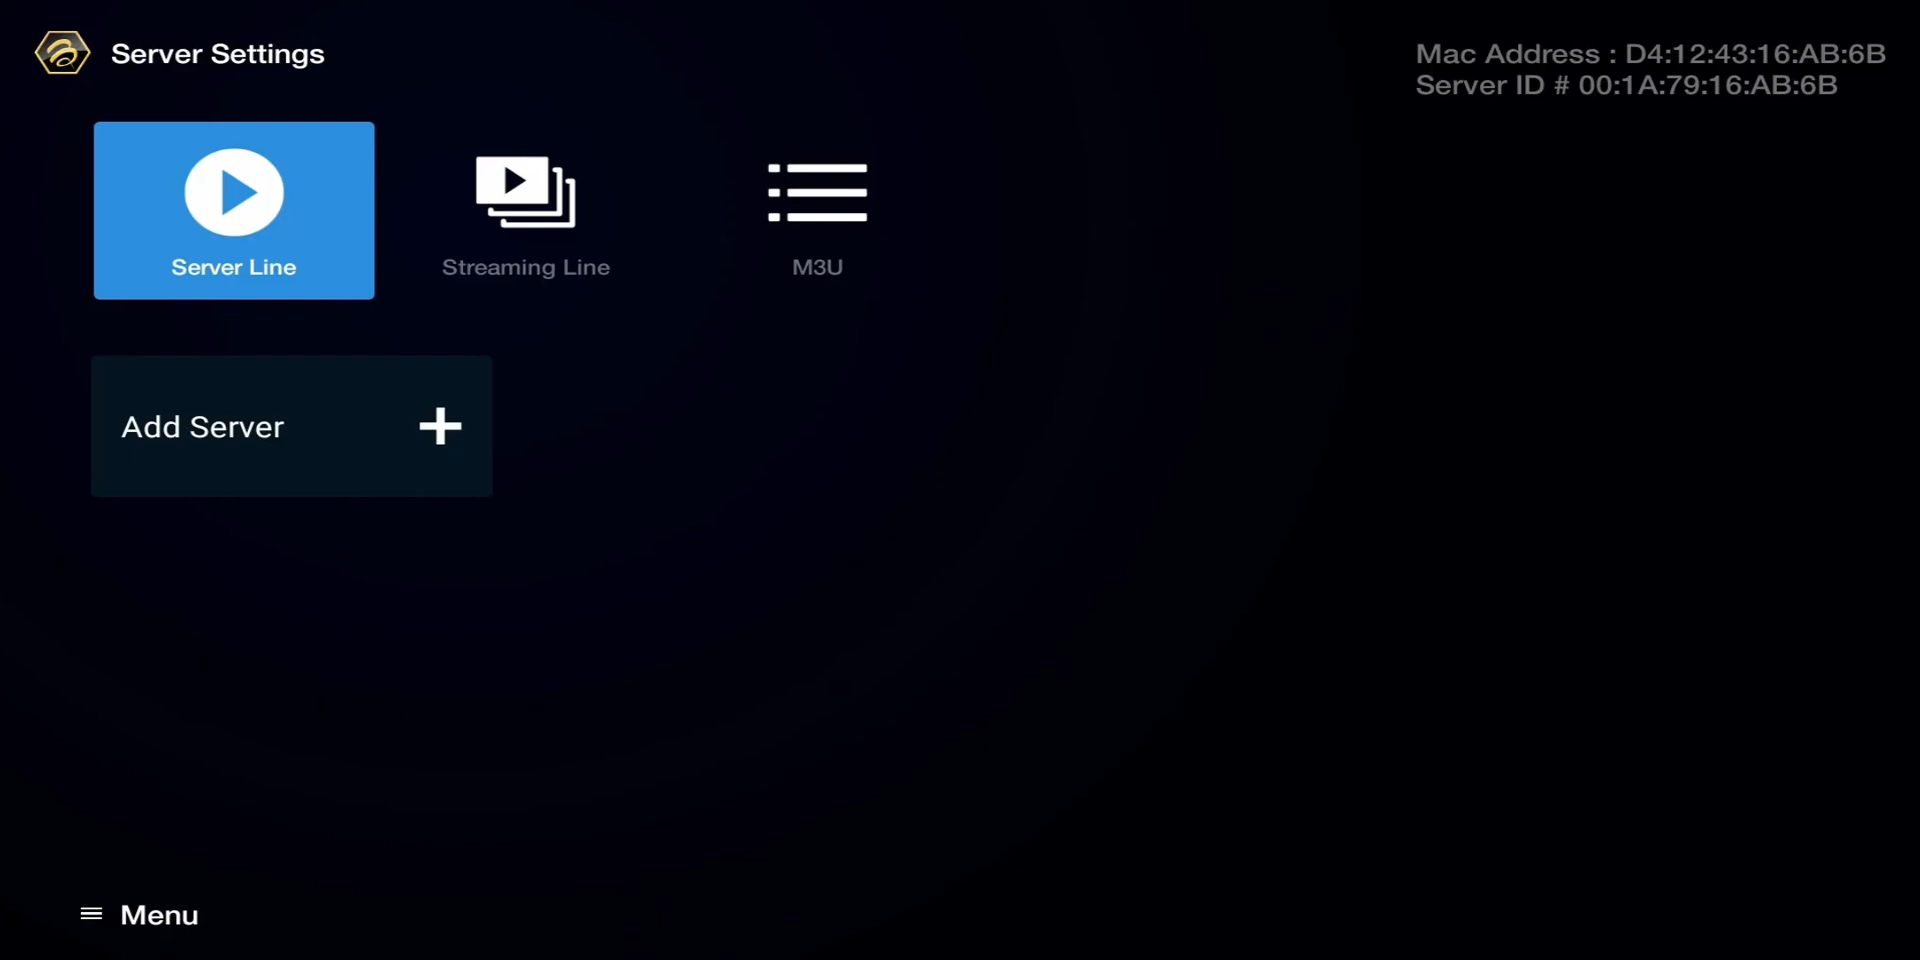 Server Settings
Mac Address : D4:12:43:16:AB:6B
Server ID # 00:1A:79:16:AB:6B
Server Line
Streaming Line
M3U
Add Server
Menu